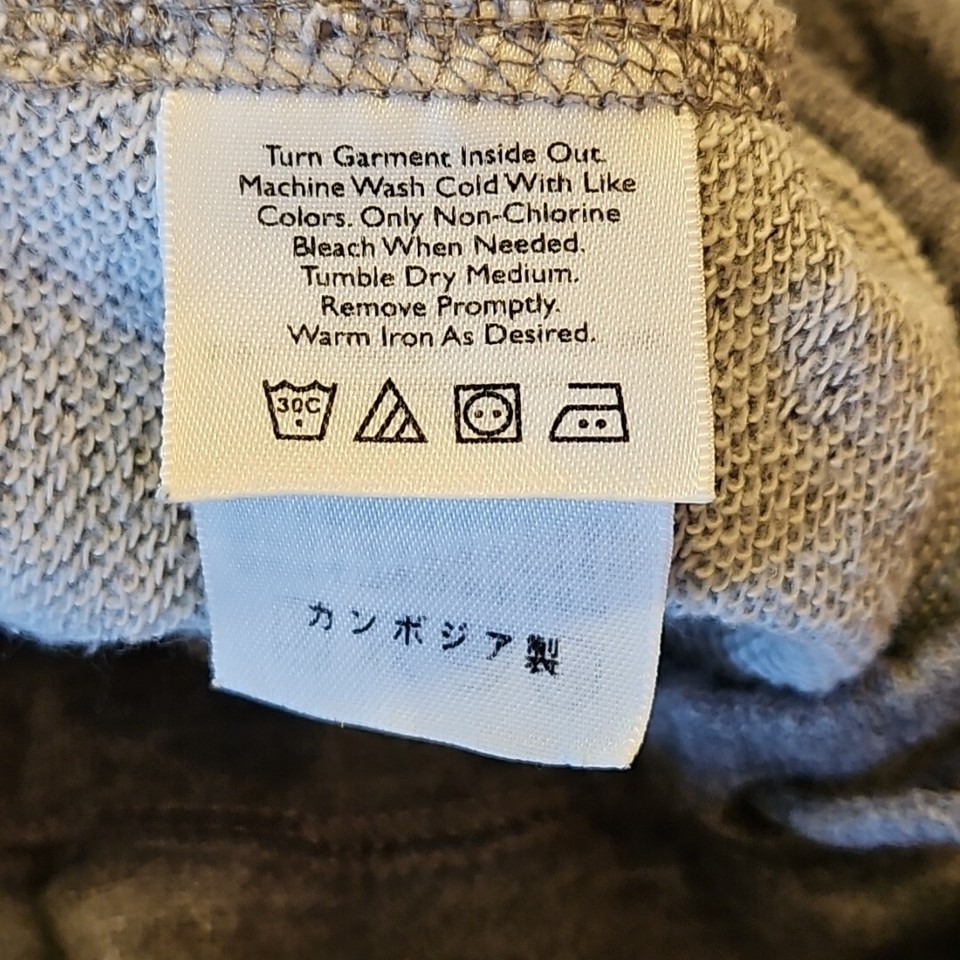 Turn Garment Inside Out.
Machine Wash Cold With Like
Colors. Only Non-Chlorine
Bleach When Needed.
Tumble Dry Medium.
Remove Promptly.
Warm Iron As Desired.
30C
カンボジア製